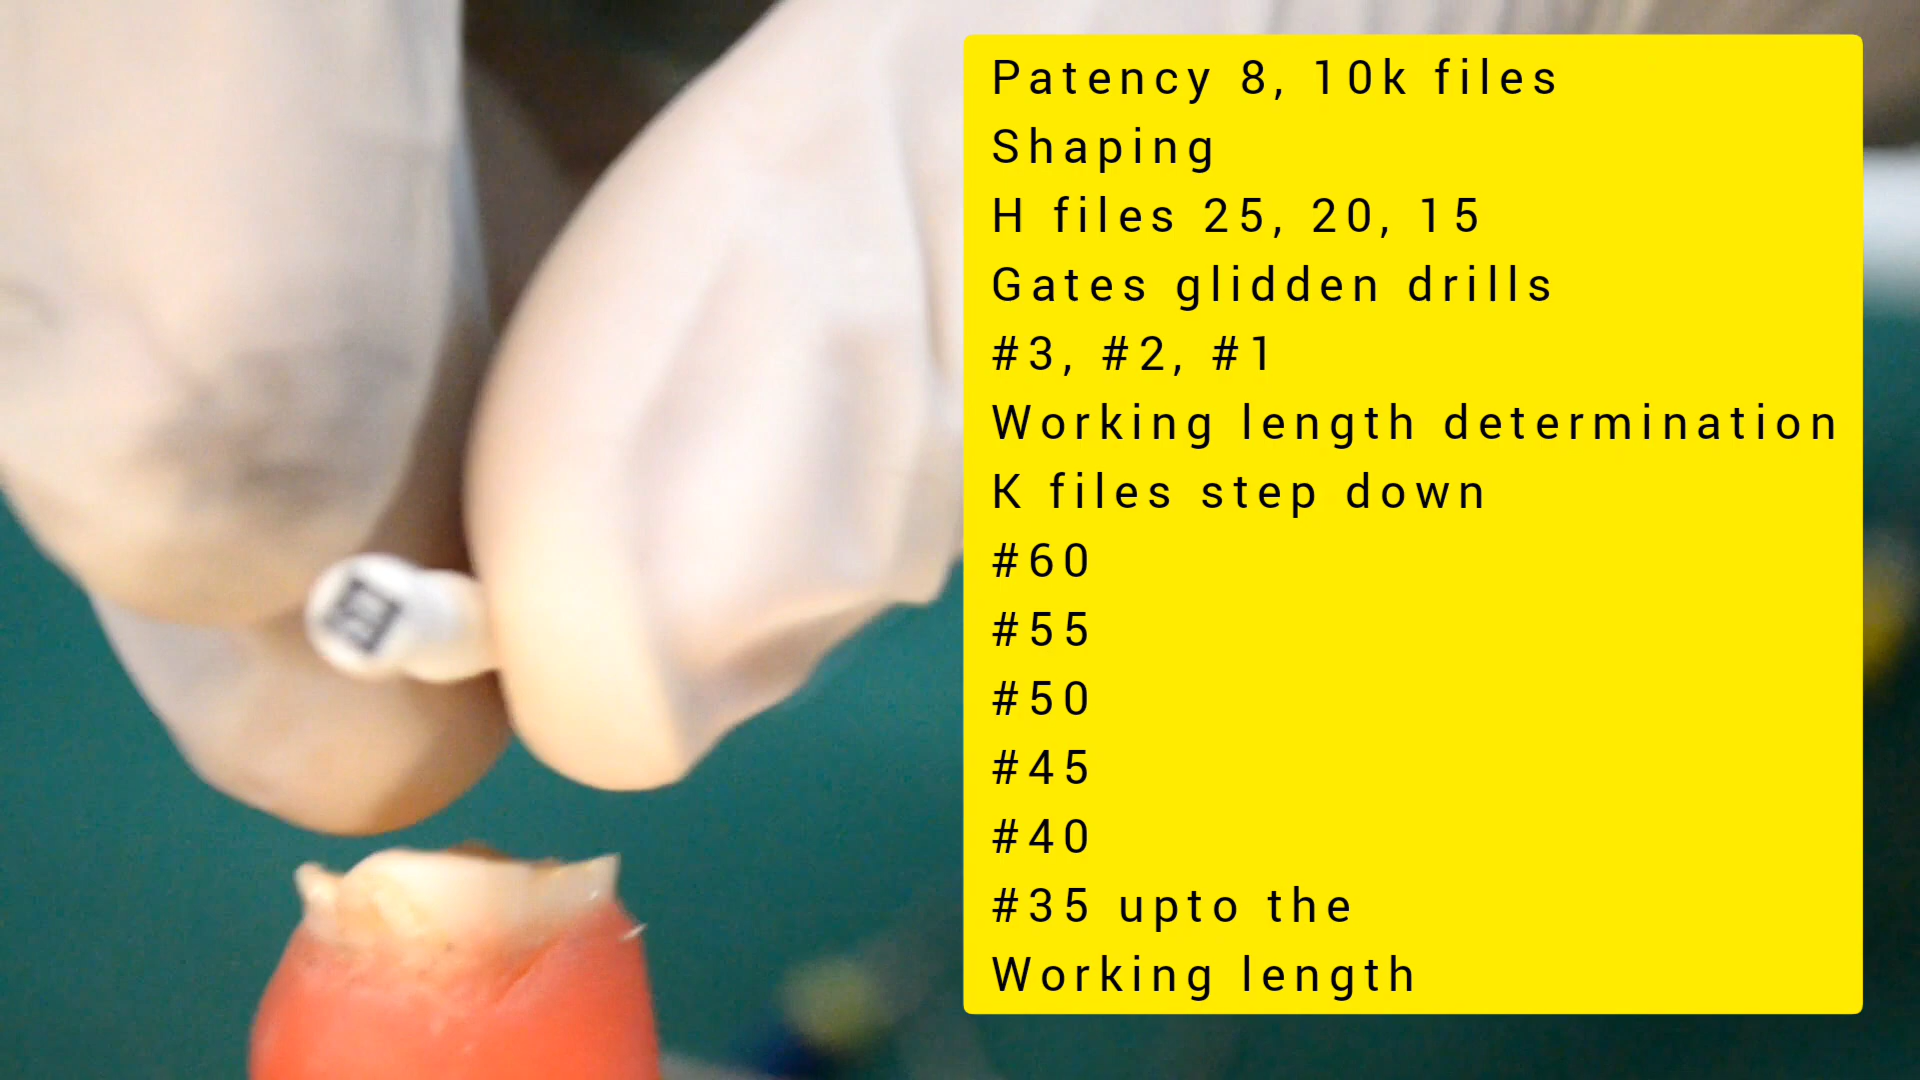 Patency 8, 10k files
Shaping
H files 25, 20, 15
Gates glidden drills
#3, #2, #1
Working length determination
K files step down
#60
#55
#50
#45
#40
#35 upto the
Working length